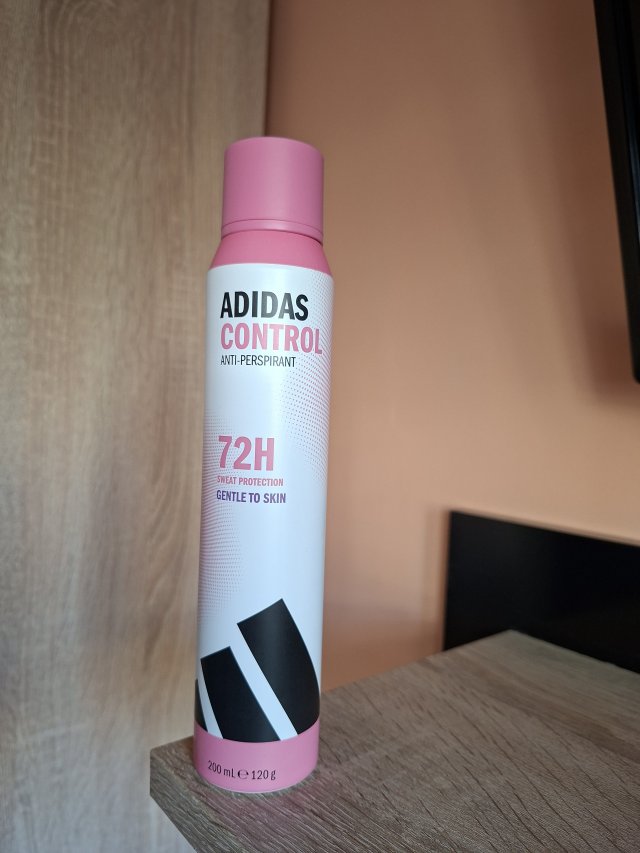 ADIDAS
CONTROL
ANTI-PERSPIRANT
72H
SWEAT PROTECTION
GENTLE TO SKIN
200 mL ℮ 120 g